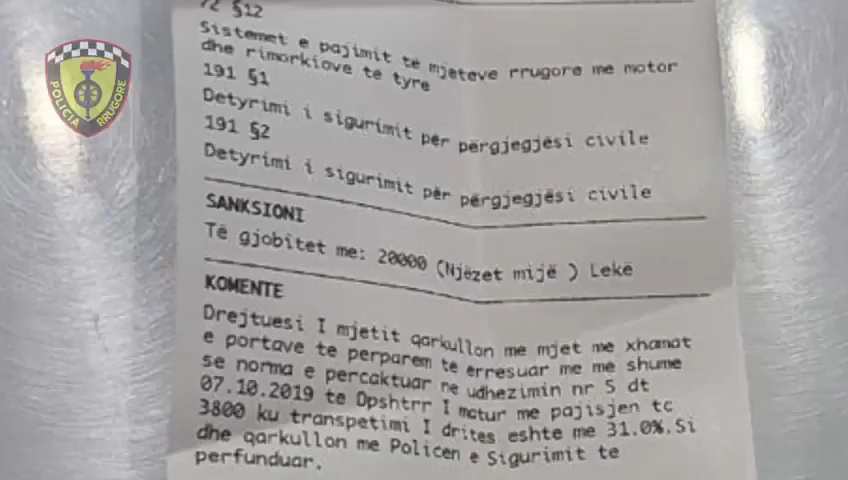 72 §12
Sistemet e pajimit te mjeteve rrugore me motor
dhe rimorkiove te tyre
191 §1
Detyrimi i sigurimit për përgjegjësi civile
191 §2
Detyrimi i sigurimit për përgjegjësi civile
SANKSIONI
Të gjobitet me: 20000 (Njëzet mijë ) Lekë
KOMENTE
Drejtuesi I mjetit qarkullon me mjet me xhamat
e portave te perparem te erresuar me me shume
se norma e percaktuar ne udhezimin nr 5 dt
07.10.2019 te Dpshtrr I matur me pajisjen tc
3800 ku transpetimi I drites eshte me 31.0%.Si
dhe qarkullon me Policen e Sigurimit te
perfunduar.
POLICIA RRUGORE